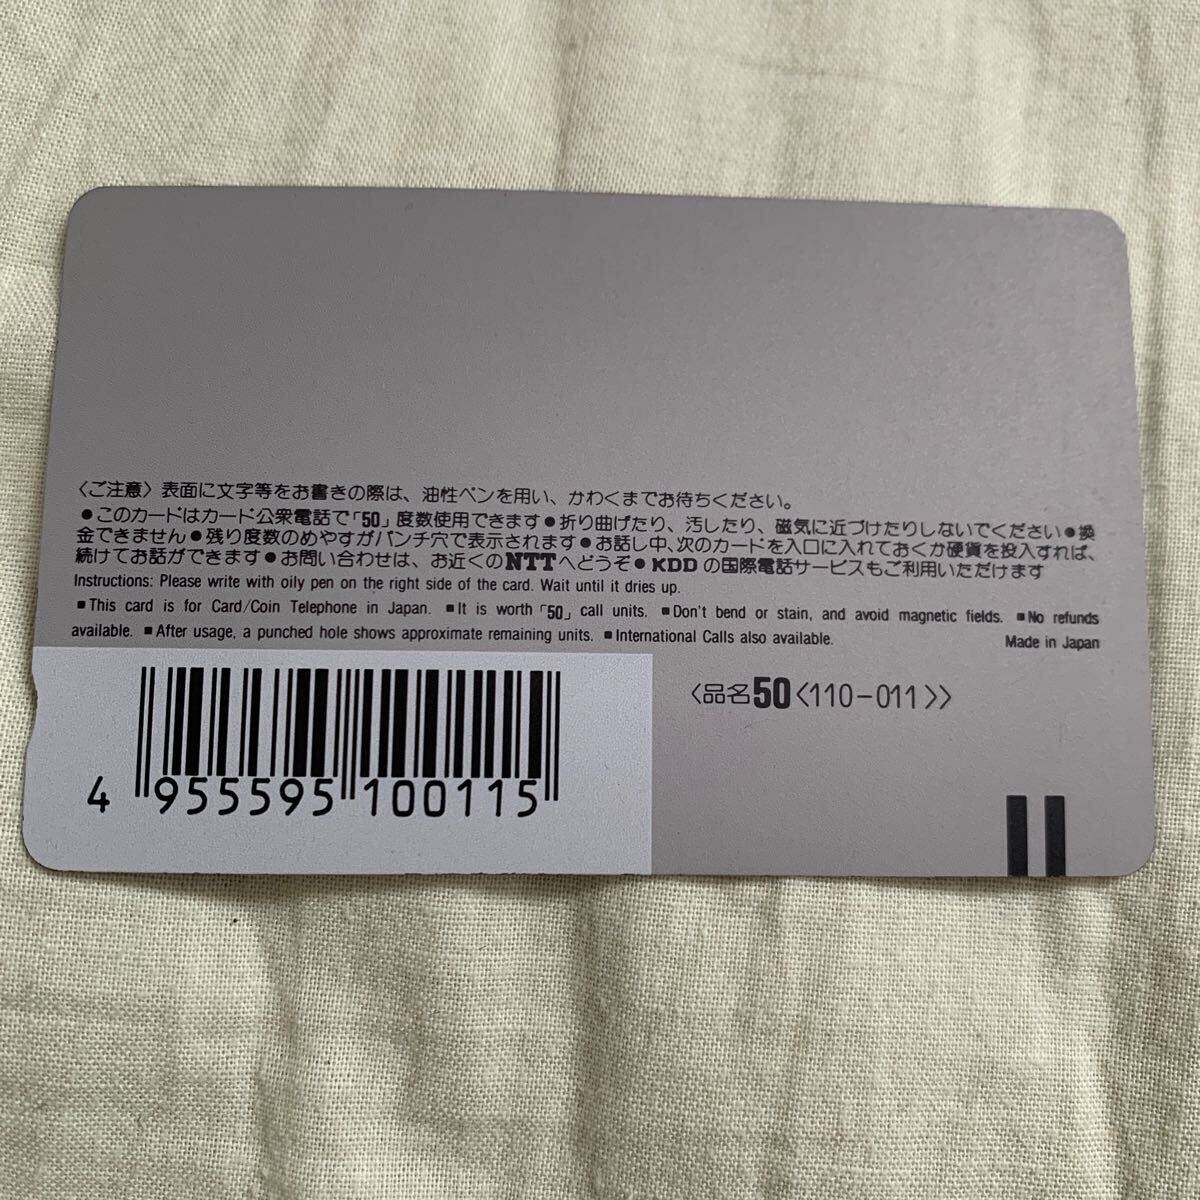 〈ご注意〉表面に文字等をお書きの際は、油性ペンを用い、かわくまでお待ちください。
●このカードはカード公衆電話で「50」度数使用できます●折り曲げたり、汚したり、磁気に近づけたりしないでください●換
金できません●残り度数のめやすがパンチ穴で表示されます●お話し中、次のカードを入口に入れておくか硬貨を投入すれば、
続けてお話ができます●お問い合わせは、お近くのNTTへどうぞ●KDDの国際電話サービスもご利用いただけます
Instructions: Please write with oily pen on the right side of the card. Wait until it dries up.
■This card is for Card/Coin Telephone in Japan. ■It is worth「50」call units. ■Don't bend or stain, and avoid magnetic fields. ■No refunds
available. ■After usage, a punched hole shows approximate remaining units. ■International Calls also available. Made in Japan
〈品名50〈110-011〉〉
4 955595 100115